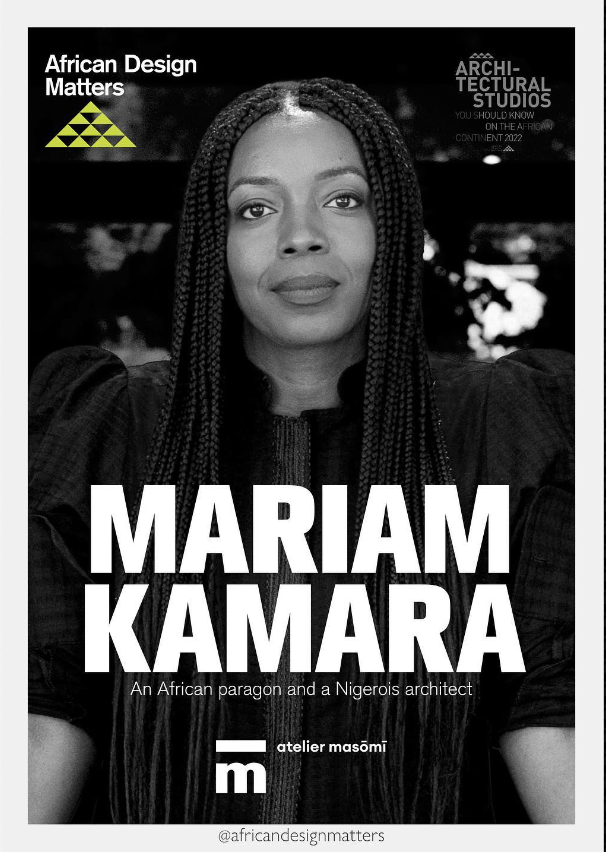 African Design
Matters
ARCHI-
TECTURAL
STUDIOS
YOU SHOULD KNOW
ON THE AFRICAN
CONTINENT 2022
MARIAM
KAMARA
An African paragon and a Nigerois architect
atelier masōmī
m
@africandesignmatters